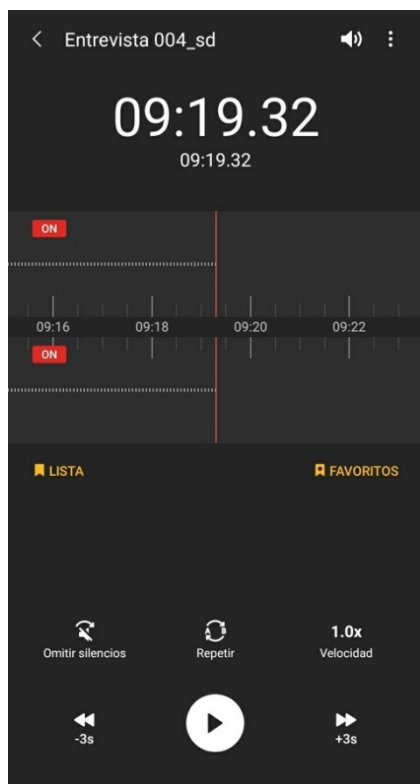 Entrevista 004_sd
09:19.32
09:19.32
ON
09:16 09:18 09:20 09:22
ON
LISTA FAVORITOS
Omitir silencios Repetir 1.0x Velocidad
-3s +3s